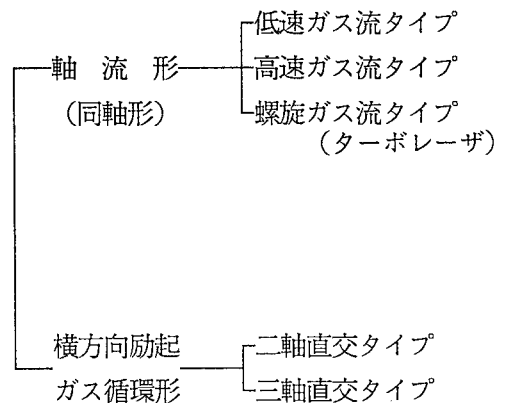 低速ガス流タイプ
軸流形
高速ガス流タイプ
(同軸形)
螺旋ガス流タイプ
(ターボレーザ)
横方向励起
二軸直交タイプ
ガス循環形
三軸直交タイプ